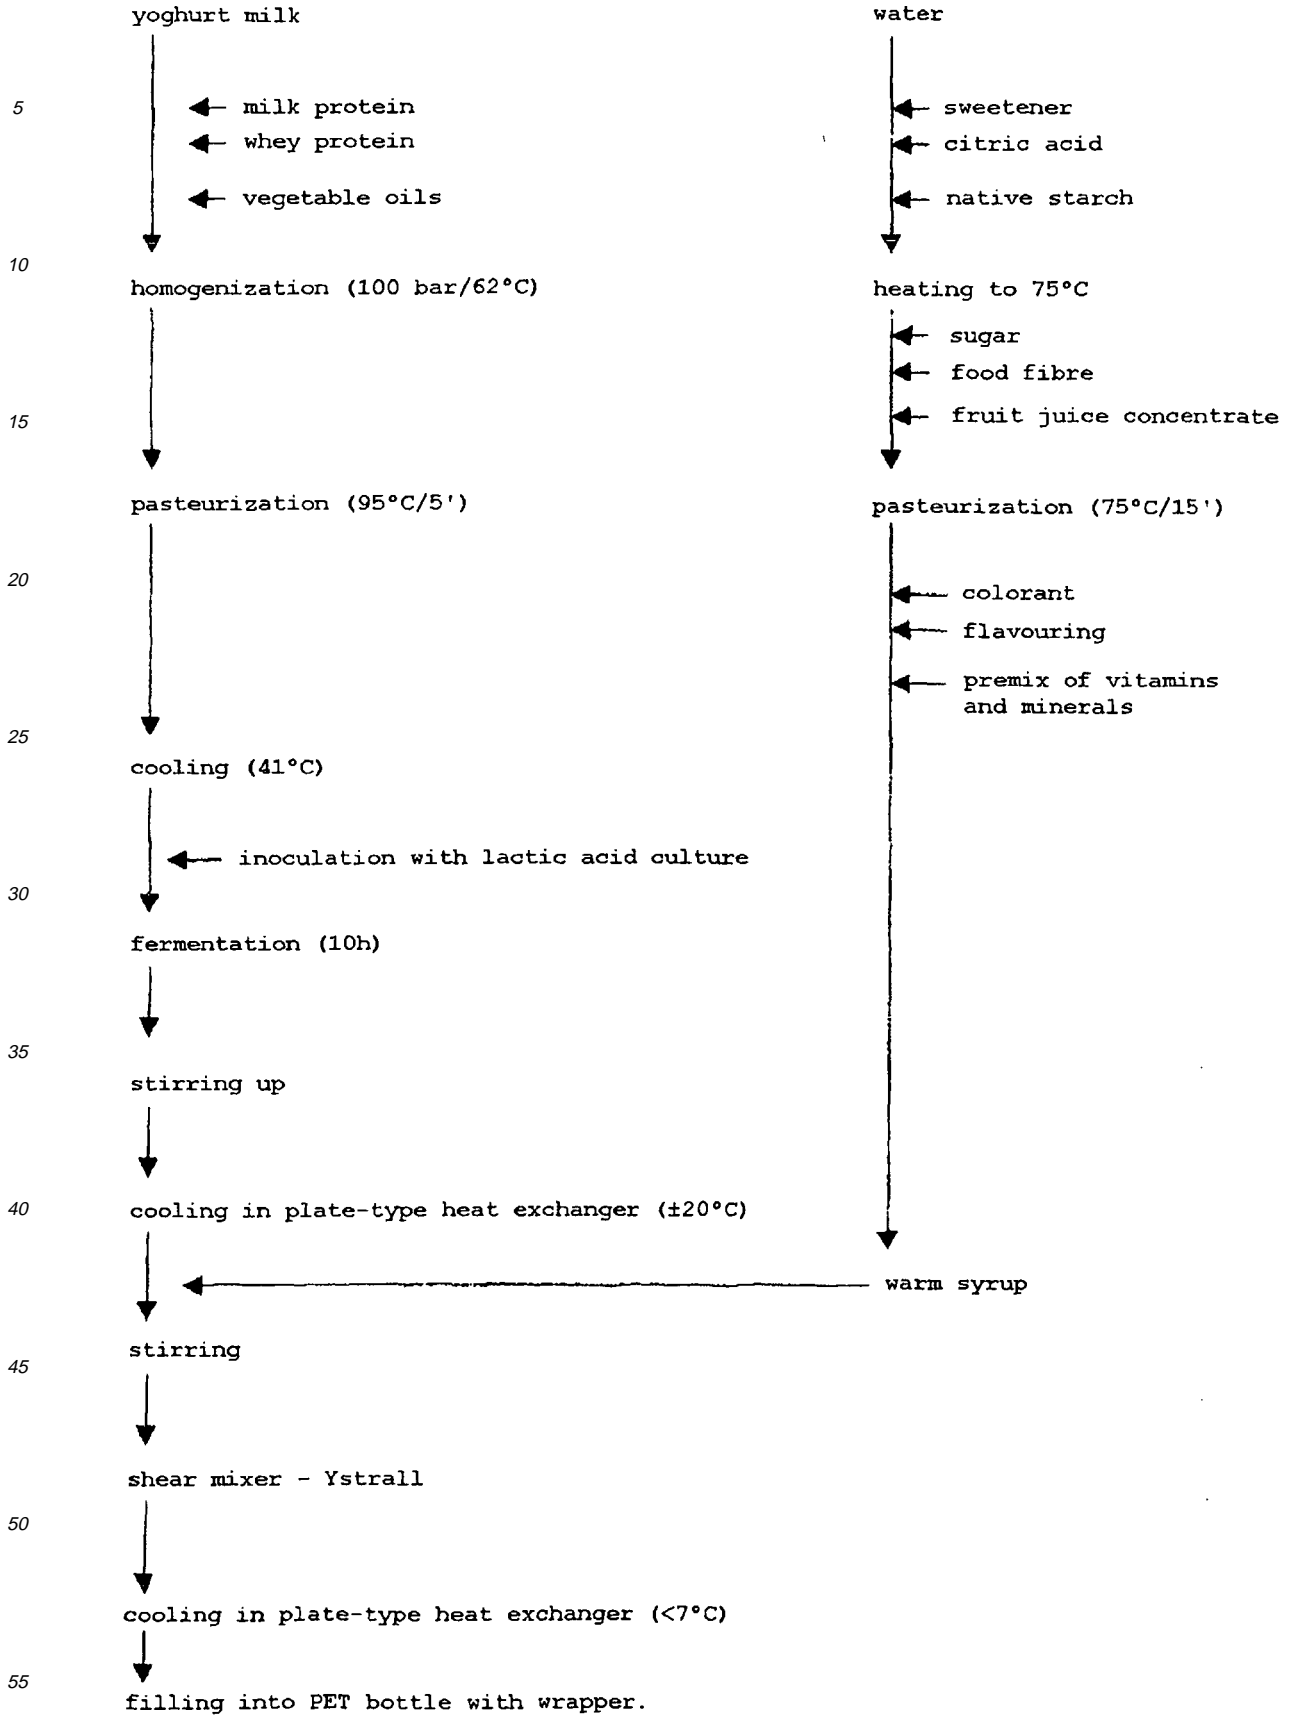 yoghurt milk
water
5
milk protein
sweetener
whey protein
citric acid
vegetable oils
native starch
10
homogenization (100 bar/62°C)
heating to 75°C
sugar
food fibre
15
fruit juice concentrate
pasteurization (95°C/5')
pasteurization (75°C/15')
20
colorant
flavouring
premix of vitamins
and minerals
25
cooling (41°C)
inoculation with lactic acid culture
30
fermentation (10h)
35
stirring up
40
cooling in plate-type heat exchanger (±20°C)
warm syrup
stirring
45
shear mixer - Ystrall
50
cooling in plate-type heat exchanger (<7°C)
55
filling into PET bottle with wrapper.